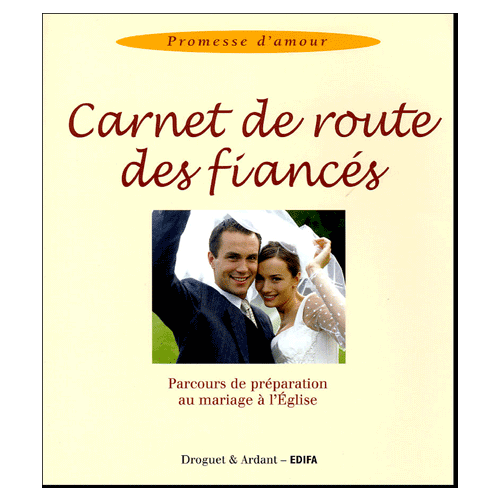 Promesse d'amour
Carnet de route
des fiancés
Parcours de préparation
au mariage à l'Église
Droguet & Ardant – EDIFA